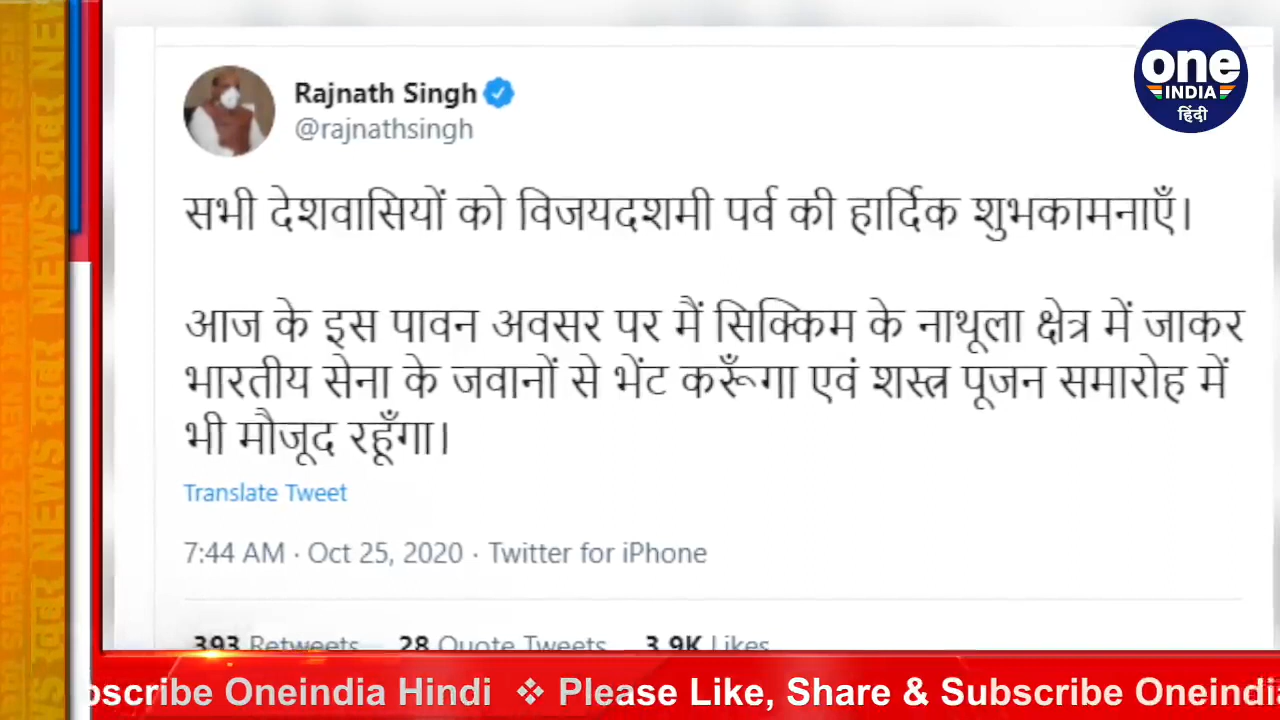 one
INDIA
हिंदी
Rajnath Singh
@rajnathsingh
सभी देशवासियों को विजयदशमी पर्व की हार्दिक शुभकामनाएँ।
आज के इस पावन अवसर पर मैं सिक्किम के नाथूला क्षेत्र में जाकर
भारतीय सेना के जवानों से भेंट करूँगा एवं शस्त्र पूजन समारोह में
भी मौजूद रहूँगा।
Translate Tweet
7:44 AM · Oct 25, 2020 · Twitter for iPhone
393 Retweets 28 Quote Tweets 3.9K Likes
bscribe Oneindia Hindi ❖ Please Like, Share & Subscribe Oneindi